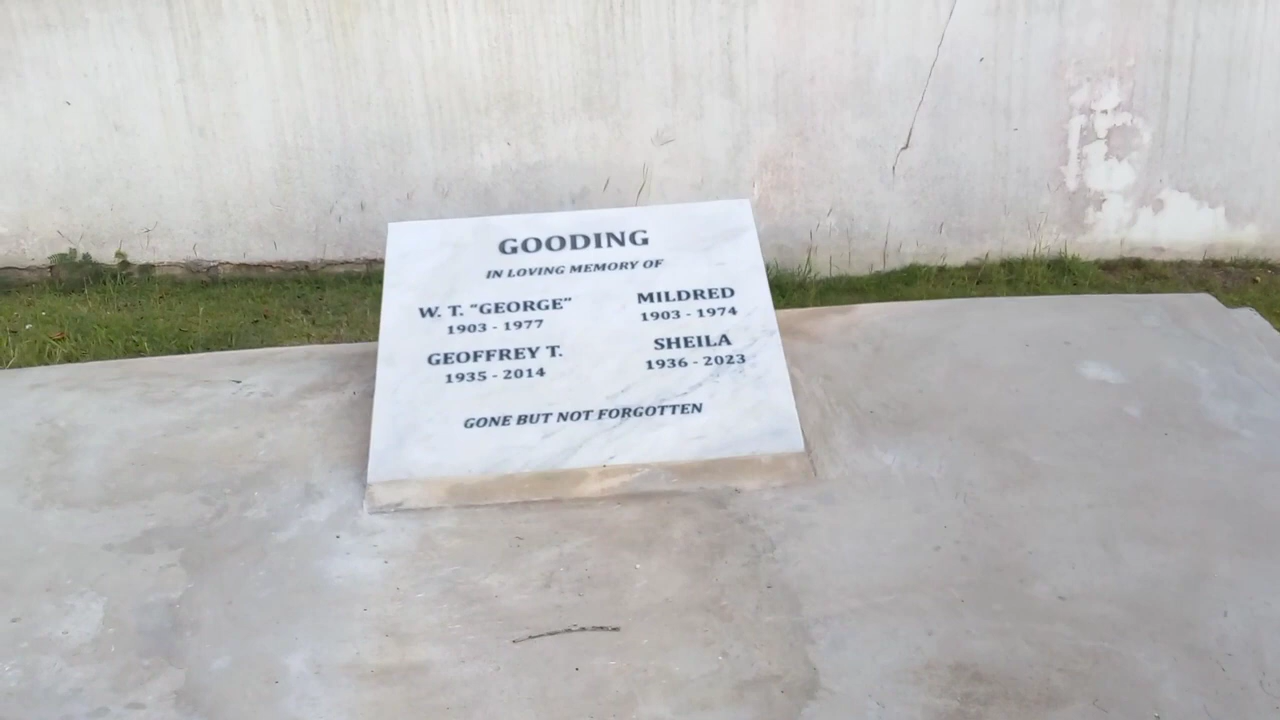 GOODING
IN LOVING MEMORY OF
W. T. "GEORGE" MILDRED
1903 - 1977 1903 - 1974
GEOFFREY T. SHEILA
1935 - 2014 1936 - 2023
GONE BUT NOT FORGOTTEN